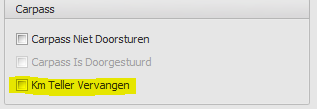 Carpass
Carpass Niet Doorsturen
Carpass Is Doorgestuurd
Km Teller Vervangen